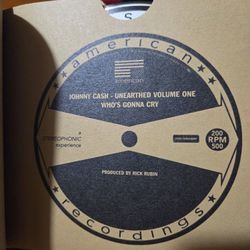 S
american
american
JOHNNY CASH - UNEARTHED VOLUME ONE
WHO'S GONNA CRY
a
STEREOPHONIC
experience
200
RPM
500
PRODUCED BY RICK RUBIN
recordings